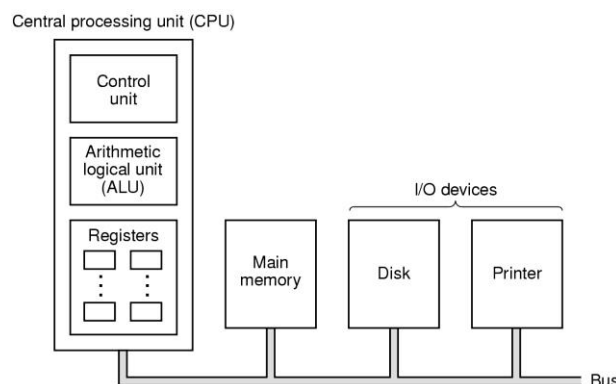 Central processing unit (CPU)
Control
unit
Arithmetic
logical unit
(ALU)
Registers
I/O devices
Main
memory
Disk
Printer
Bus